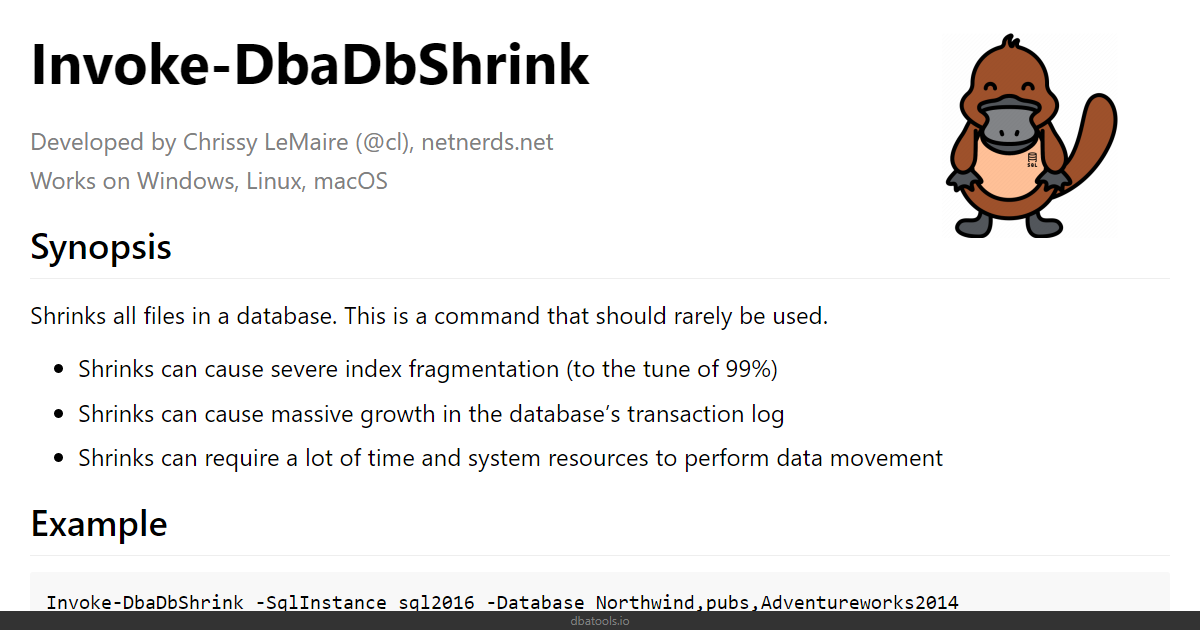 Invoke-DbaDbShrink
Developed by Chrissy LeMaire (@cl), netnerds.net
Works on Windows, Linux, macOS
SQL
Synopsis
Shrinks all files in a database. This is a command that should rarely be used.
• Shrinks can cause severe index fragmentation (to the tune of 99%)
• Shrinks can cause massive growth in the database’s transaction log
• Shrinks can require a lot of time and system resources to perform data movement
Example
Invoke-DbaDbShrink -SqlInstance sql2016 -Database Northwind,pubs,Adventureworks2014
dbatools.io